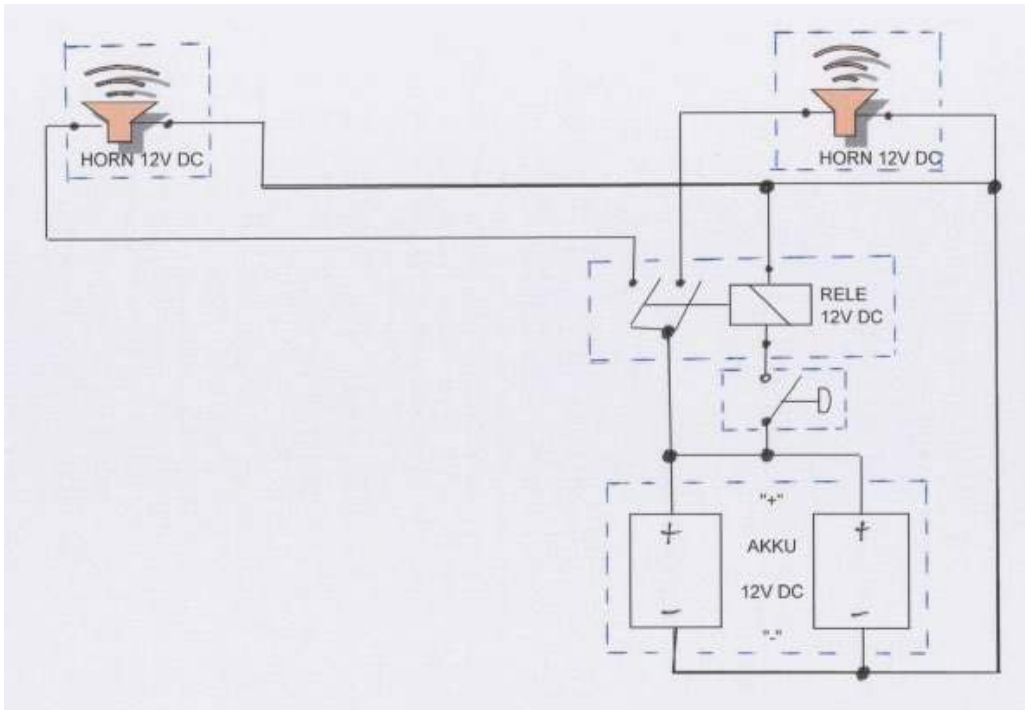 HORN 12V DC
HORN 12V DC
RELE
12V DC
"+"
+
+
AKKU
12V DC
-
-
"-"